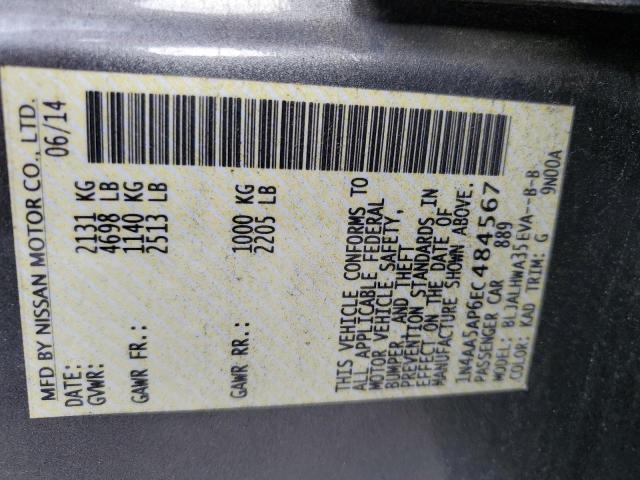 MFD BY NISSAN MOTOR CO., LTD.
DATE: 06/14
GVWR: 2131 KG
4698 LB
GAWR FR.: 1140 KG
2513 LB
GAWR RR.: 1000 KG
2205 LB
THIS VEHICLE CONFORMS TO
ALL APPLICABLE FEDERAL
MOTOR VEHICLE SAFETY,
BUMPER, AND THEFT
PREVENTION STANDARDS IN
EFFECT ON THE DATE OF
MANUFACTURE SHOWN ABOVE.
1N4AA5AP6EC484567
PASSENGER CAR 889
MODEL: BLJALHWA35EVA--B-B
COLOR: KAD TRIM: G 9N00A